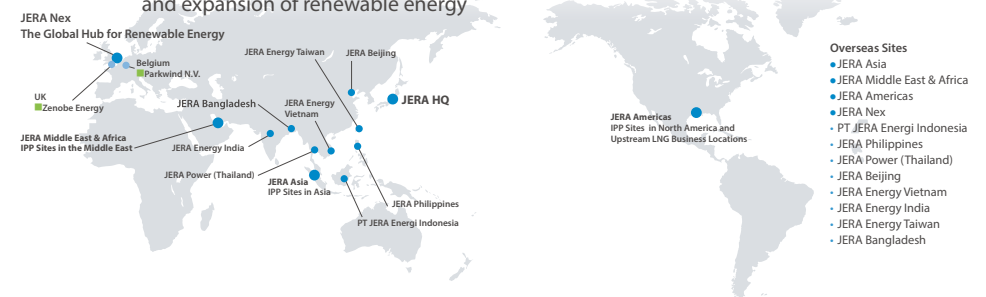 and expansion of renewable energy
JERA Nex
The Global Hub for Renewable Energy
Belgium
Parkwind N.V.
UK
Zenobe Energy
JERA Energy Taiwan
JERA Beijing
JERA HQ
JERA Bangladesh
JERA Energy
Vietnam
JERA Middle East & Africa
IPP Sites in the Middle East
JERA Energy India
JERA Power (Thailand)
JERA Asia
IPP Sites in Asia
JERA Philippines
PT JERA Energi Indonesia
JERA Americas
IPP Sites in North America and
Upstream LNG Business Locations
Overseas Sites
JERA Asia
JERA Middle East & Africa
JERA Americas
JERA Nex
PT JERA Energi Indonesia
JERA Philippines
JERA Power (Thailand)
JERA Beijing
JERA Energy Vietnam
JERA Energy India
JERA Energy Taiwan
JERA Bangladesh